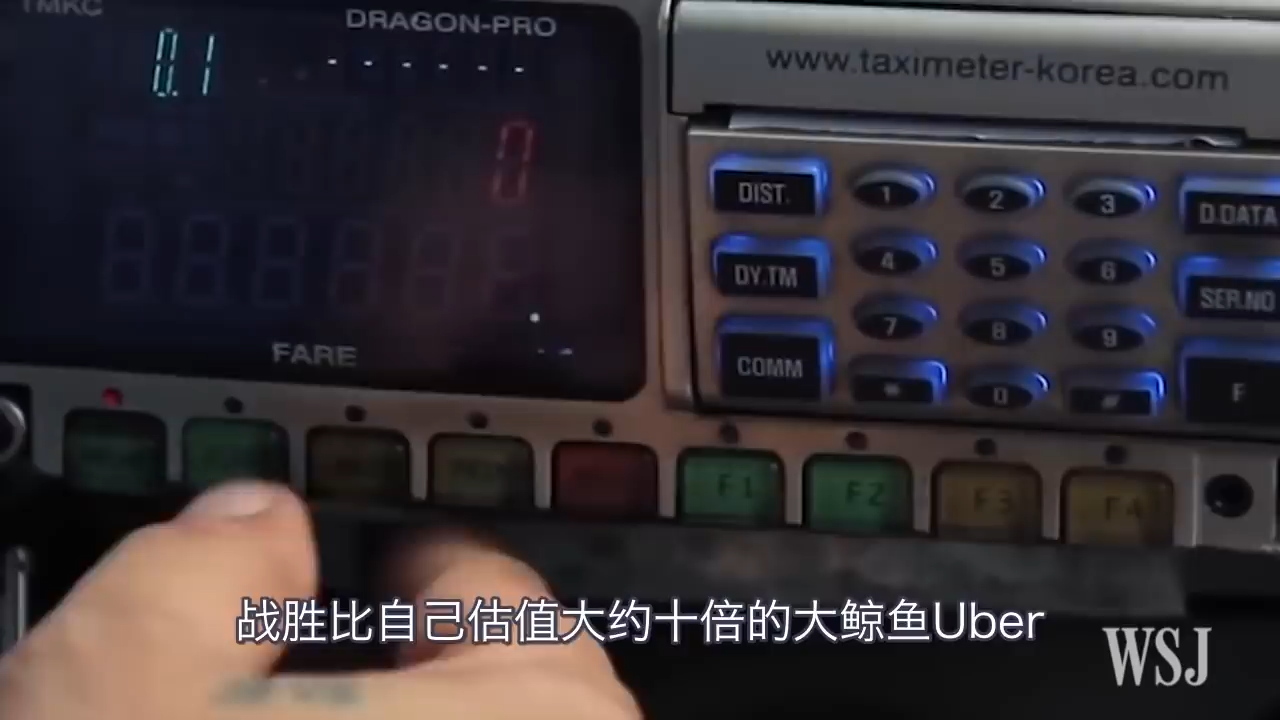 TMKC
DRAGON-PRO
www.taximeter-korea.com
0.1
0
DIST.
1
2
3
D.DATA
DY.TM
4
5
6
SER.NO
COMM
7
8
9
F
*
0
#
FARE
F1
F2
F3
F4
战胜比自己估值大约十倍的大鲸鱼Uber
WSJ